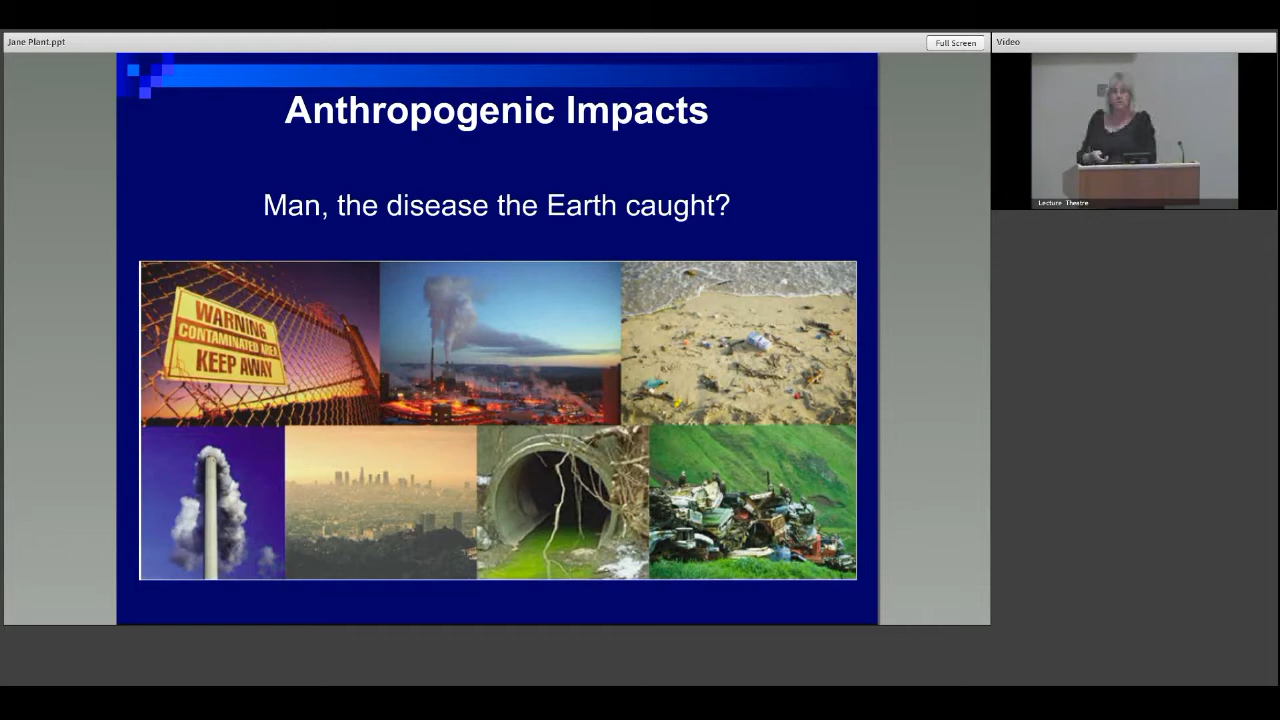 Jane Plant.ppt
Full Screen
Video
Anthropogenic Impacts
Man, the disease the Earth caught?
WARNING
CONTAMINATED AREA
KEEP AWAY
Lecture Theatre